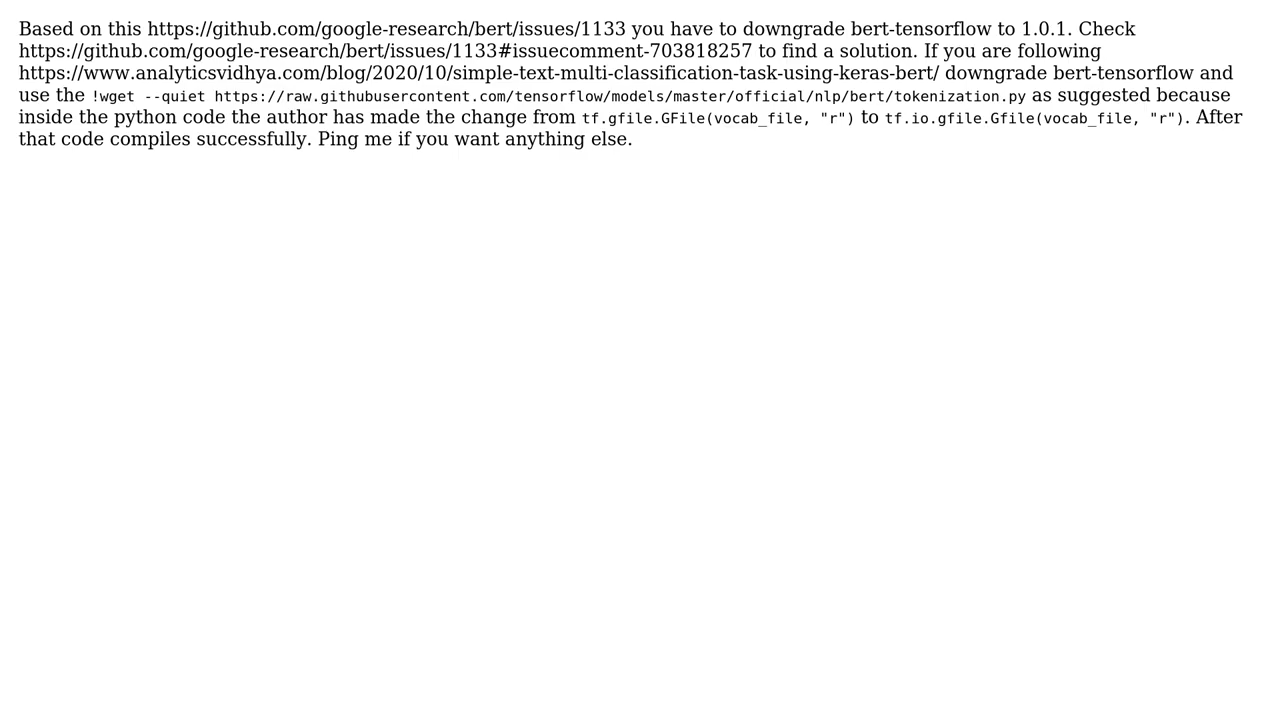 Based on this https://github.com/google-research/bert/issues/1133 you have to downgrade bert-tensorflow to 1.0.1. Check
https://github.com/google-research/bert/issues/1133#issuecomment-703818257 to find a solution. If you are following
https://www.analyticsvidhya.com/blog/2020/10/simple-text-multi-classification-task-using-keras-bert/ downgrade bert-tensorflow and
use the !wget --quiet https://raw.githubusercontent.com/tensorflow/models/master/official/nlp/bert/tokenization.py as suggested because
inside the python code the author has made the change from tf.gfile.GFile(vocab_file, "r") to tf.io.gfile.Gfile(vocab_file, "r"). After
that code compiles successfully. Ping me if you want anything else.